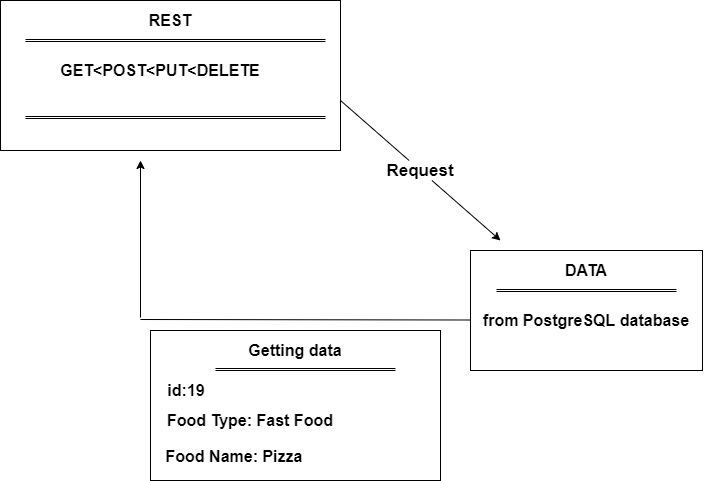 REST
GET<POST<PUT<DELETE
Request
DATA
from PostgreSQL database
Getting data
id:19
Food Type: Fast Food
Food Name: Pizza